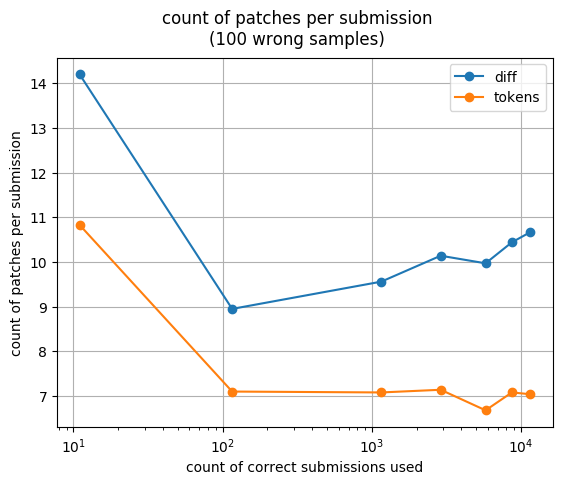 count of patches per submission
(100 wrong samples)
diff
tokens
count of patches per submission
14
13
12
11
10
9
8
7
10¹
10²
10³
10⁴
count of correct submissions used